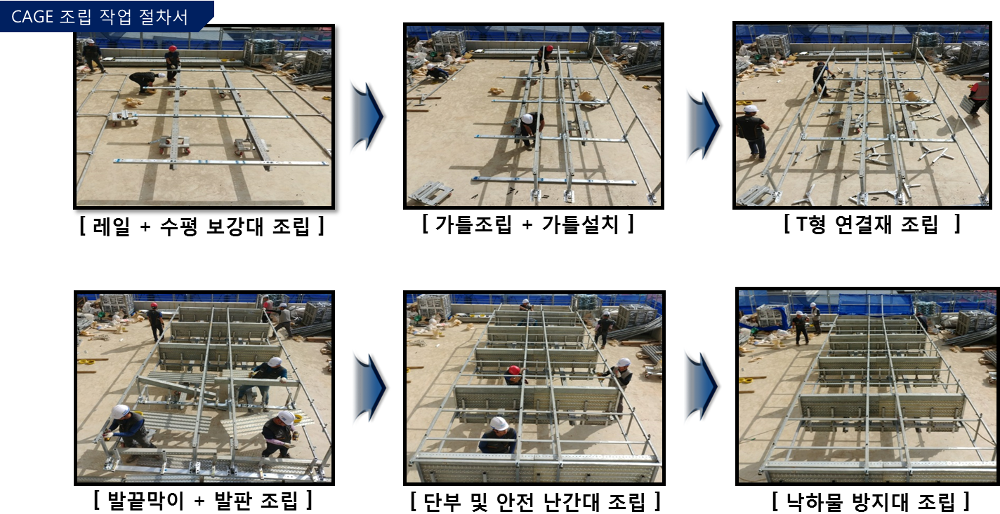 CAGE 조립 작업 절차서
[ 레일 + 수평 보강대 조립 ]
[ 가틀조립 + 가틀설치 ]
[ T형 연결재 조립 ]
[ 발끝막이 + 발판 조립 ]
[ 단부 및 안전 난간대 조립 ]
[ 낙하물 방지대 조립 ]